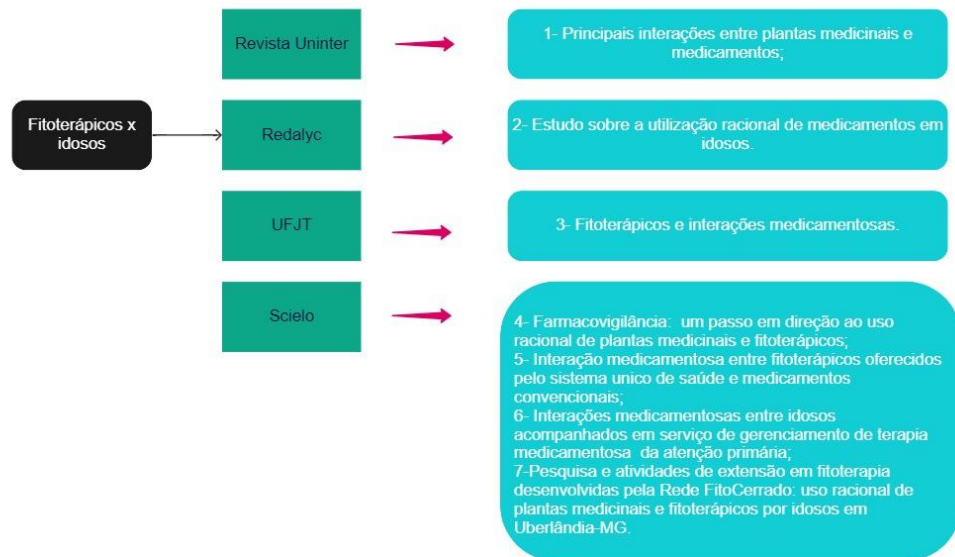 Fitoterápicos x
idosos
Revista Uninter
1- Principais interações entre plantas medicinais e
medicamentos;
Redalyc
2- Estudo sobre a utilização racional de medicamentos em
idosos.
UFJT
3- Fitoterápicos e interações medicamentosas.
Scielo
4- Farmacovigilância: um passo em direção ao uso
racional de plantas medicinais e fitoterápicos;
5- Interação medicamentosa entre fitoterápicos oferecidos
pelo sistema unico de saúde e medicamentos
convencionais;
6- Interações medicamentosas entre idosos
acompanhados em serviço de gerenciamento de terapia
medicamentosa da atenção primária;
7-Pesquisa e atividades de extensão em fitoterapia
desenvolvidas pela Rede FitoCerrado: uso racional de
plantas medicinais e fitoterápicos por idosos em
Uberlândia-MG.